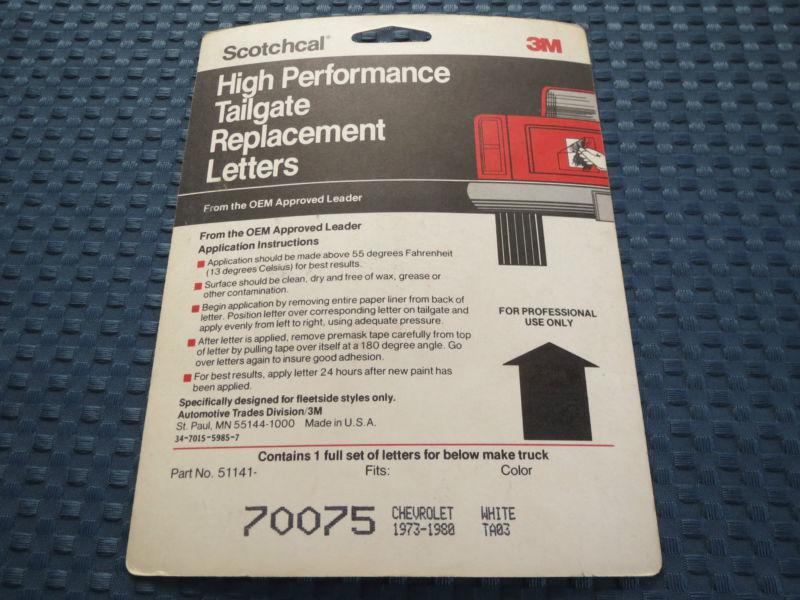 Scotchcal® 3M
High Performance
Tailgate
Replacement
Letters
From the OEM Approved Leader
From the OEM Approved Leader
Application Instructions
Application should be made above 55 degrees Fahrenheit
(13 degrees Celsius) for best results.
Surface should be clean, dry and free of wax, grease or
other contamination.
Begin application by removing entire paper liner from back of
letter. Position letter over corresponding letter on tailgate and
apply evenly from left to right, using adequate pressure.
After letter is applied, remove premask tape carefully from top
of letter by pulling tape over itself at a 180 degree angle. Go
over letters again to insure good adhesion.
For best results, apply letter 24 hours after new paint has
been applied.
Specifically designed for fleetside styles only.
Automotive Trades Division/3M
St. Paul, MN 55144-1000 Made in U.S.A.
34-7015-5985-7
FOR PROFESSIONAL
USE ONLY
Contains 1 full set of letters for below make truck
Part No. 51141- Fits: Color
70075 CHEVROLET WHITE
1973-1980 TA03